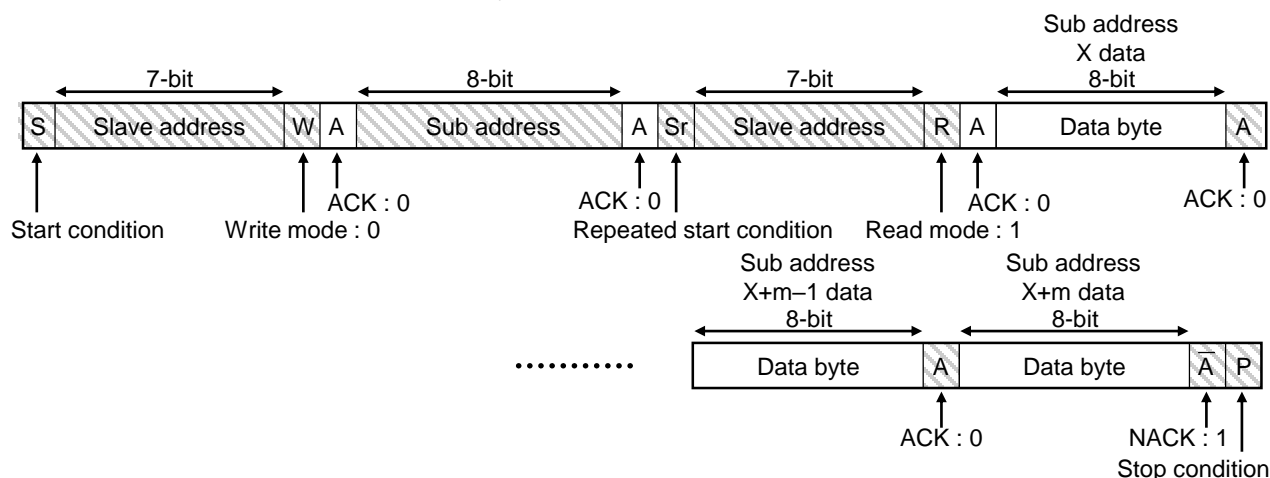 Sub address
X data
7-bit 8-bit 7-bit 8-bit
S Slave address W A Sub address A Sr Slave address R A Data byte A
ACK : 0 ACK : 0 ACK : 0 ACK : 0
Start condition Write mode : 0 Repeated start condition Read mode : 1
Sub address Sub address
X+m–1 data X+m data
8-bit 8-bit
Data byte A Data byte A̅ P
ACK : 0 NACK : 1
Stop condition